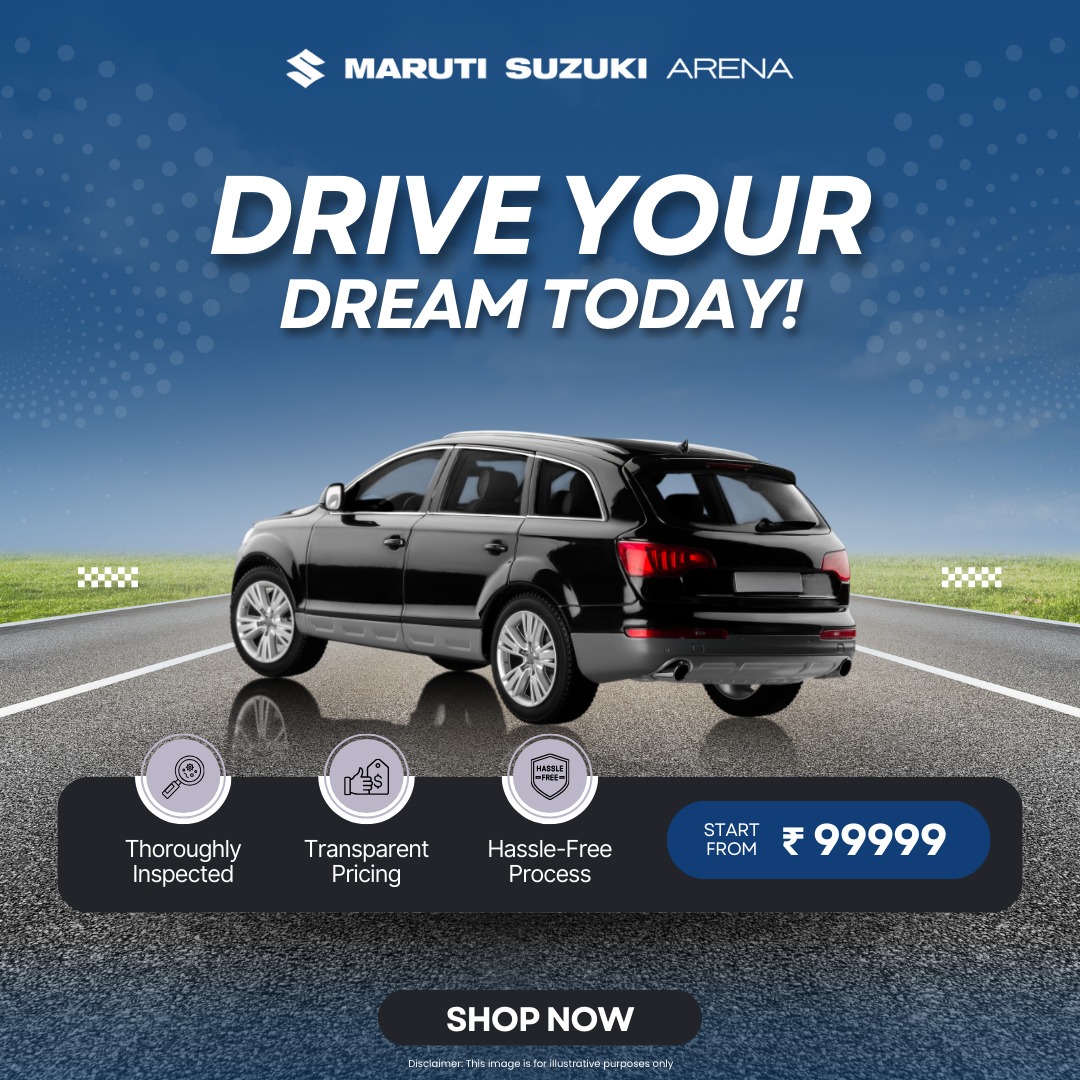 MARUTI SUZUKI ARENA
DRIVE YOUR
DREAM TODAY!
HASSLE
FREE
Thoroughly
Inspected
Transparent
Pricing
Hassle-Free
Process
START
FROM
₹ 99999
SHOP NOW
Disclaimer: This image is for illustrative purposes only